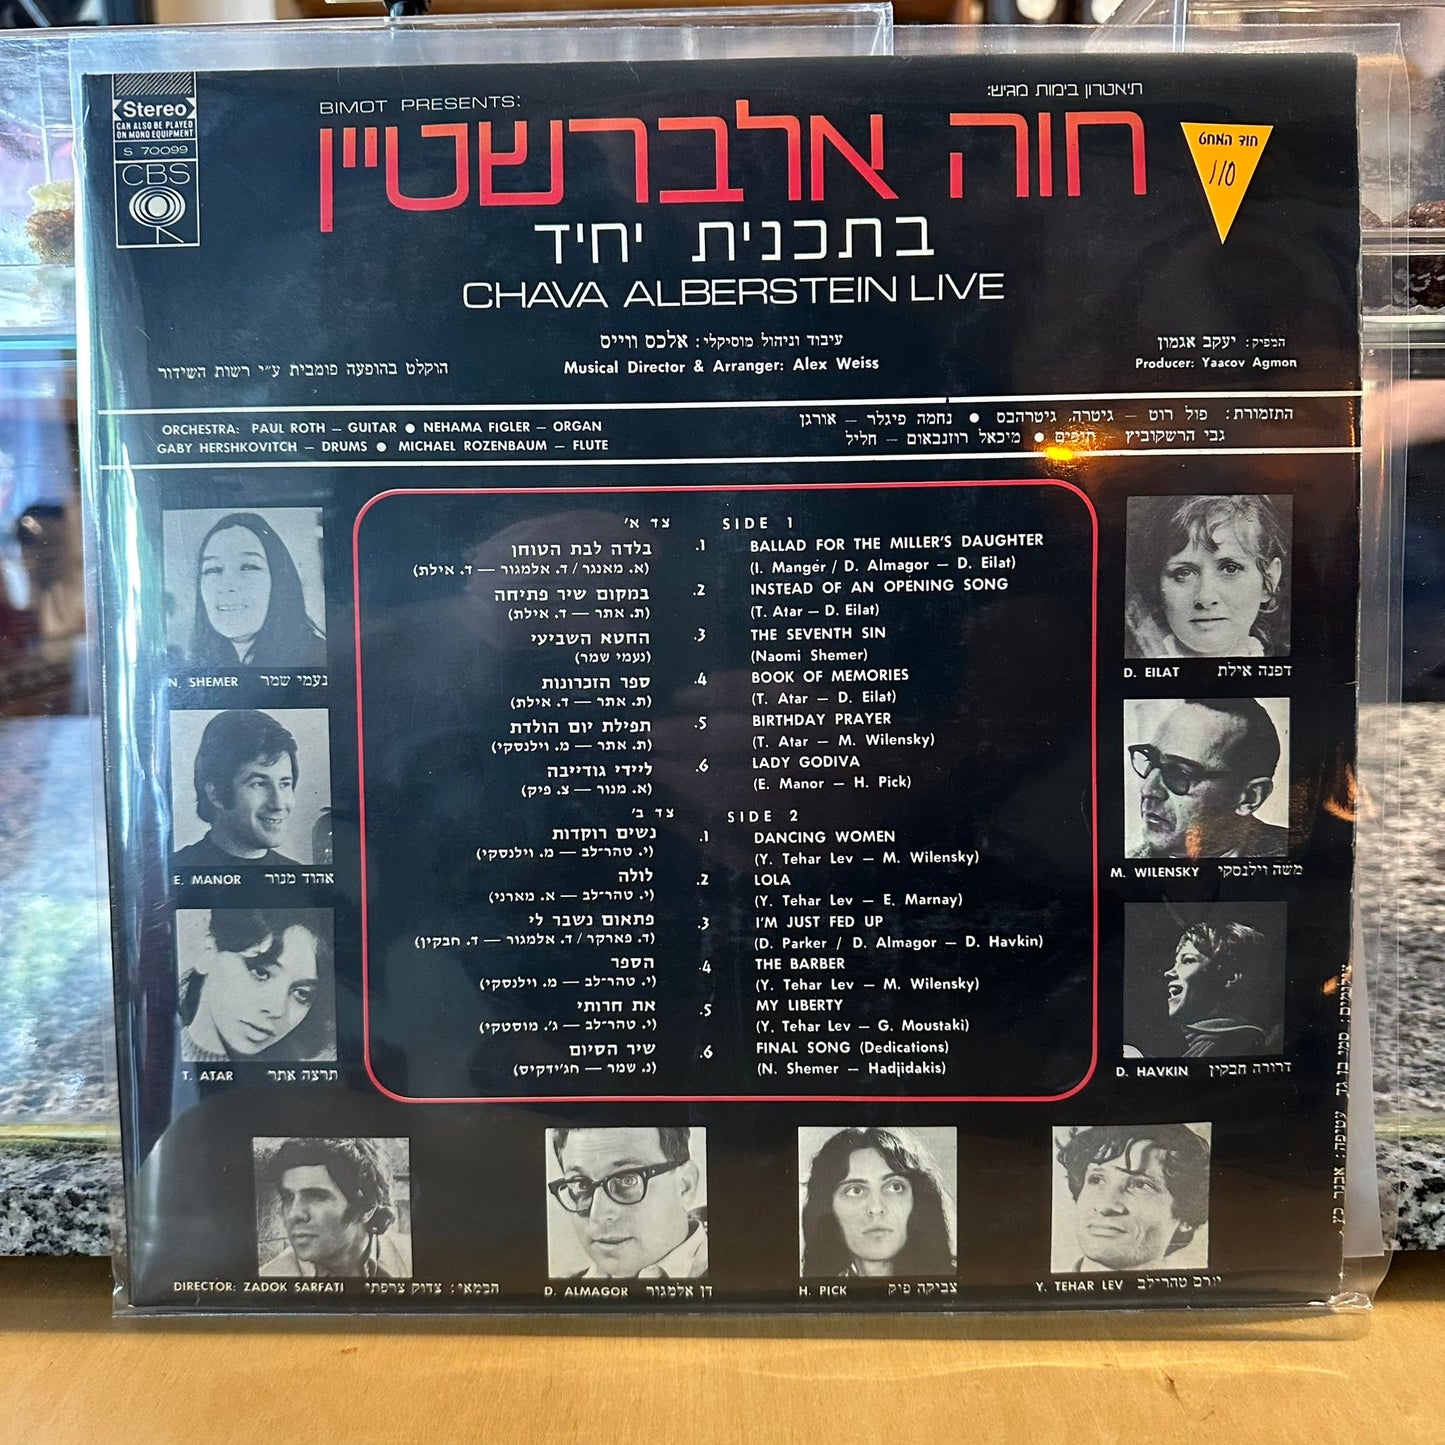 Stereo
CAN ALSO BE PLAYED
ON MONO EQUIPMENT
S 70099
CBS
BIMOT PRESENTS:
תיאטרון בימות מגיש:
חוה אלברשטיין
בתכנית יחיד
CHAVA ALBERSTEIN LIVE
חוד המחט
110
הוקלט בהופעה פומבית ע״י רשות השידור
עיבוד וניהול מוסיקלי: אלכס ווייס
Musical Director & Arranger: Alex Weiss
המפיק: יעקב אגמון
Producer: Yaacov Agmon
ORCHESTRA: PAUL ROTH – GUITAR ● NEHAMA FIGLER – ORGAN
GABY HERSHKOVITCH – DRUMS ● MICHAEL ROZENBAUM – FLUTE
התזמורת: פול רוט – גיטרה, גיטרהבס ● נחמה פיגלר – אורגן
גבי הרשקוביץ – תופים ● מיכאל רוזנבאום – חליל
צד א׳ SIDE 1
בלדה לבת הטוחן .1 BALLAD FOR THE MILLER'S DAUGHTER
(א. מאנגר / ד. אלמגור — ד. אילת) (I. Manger / D. Almagor – D. Eilat)
במקום שיר פתיחה .2 INSTEAD OF AN OPENING SONG
(ת. אתר — ד. אילת) (T. Atar – D. Eilat)
החטא השביעי .3 THE SEVENTH SIN
(נעמי שמר) (Naomi Shemer)
ספר הזכרונות .4 BOOK OF MEMORIES
(ת. אתר — ד. אילת) (T. Atar – D. Eilat)
תפילת יום הולדת .5 BIRTHDAY PRAYER
(ת. אתר — מ. וילנסקי) (T. Atar – M. Wilensky)
ליידי גודייבה .6 LADY GODIVA
(א. מנור — צ. פיק) (E. Manor – H. Pick)
צד ב׳ SIDE 2
נשים רוקדות .1 DANCING WOMEN
(י. טהר־לב — מ. וילנסקי) (Y. Tehar Lev – M. Wilensky)
לולה .2 LOLA
(י. טהר־לב — א. מארני) (Y. Tehar Lev – E. Marnay)
פתאום נשבר לי .3 I'M JUST FED UP
(ד. פארקר / ד. אלמגור — ד. חבקין) (D. Parker / D. Almagor – D. Havkin)
הספר .4 THE BARBER
(י. טהר־לב — מ. וילנסקי) (Y. Tehar Lev – M. Wilensky)
את חרותי .5 MY LIBERTY
(י. טהר־לב — ג׳. מוסטקי) (Y. Tehar Lev – G. Moustaki)
שיר הסיום .6 FINAL SONG (Dedications)
(נ. שמר — חג׳ידקיס) (N. Shemer – Hadjidakis)
N. SHEMER נעמי שמר
E. MANOR אהוד מנור
T. ATAR תרצה אתר
D. EILAT דפנה אילת
M. WILENSKY משה וילנסקי
D. HAVKIN דרורה חבקין
DIRECTOR: ZADOK SARFATI הבמאי: צדוק צרפתי
D. ALMAGOR דן אלמגור
H. PICK צביקה פיק
Y. TEHAR LEV יורם טהר־לב
צילומים: סמי בן גד עטיפה: אבנר כץ